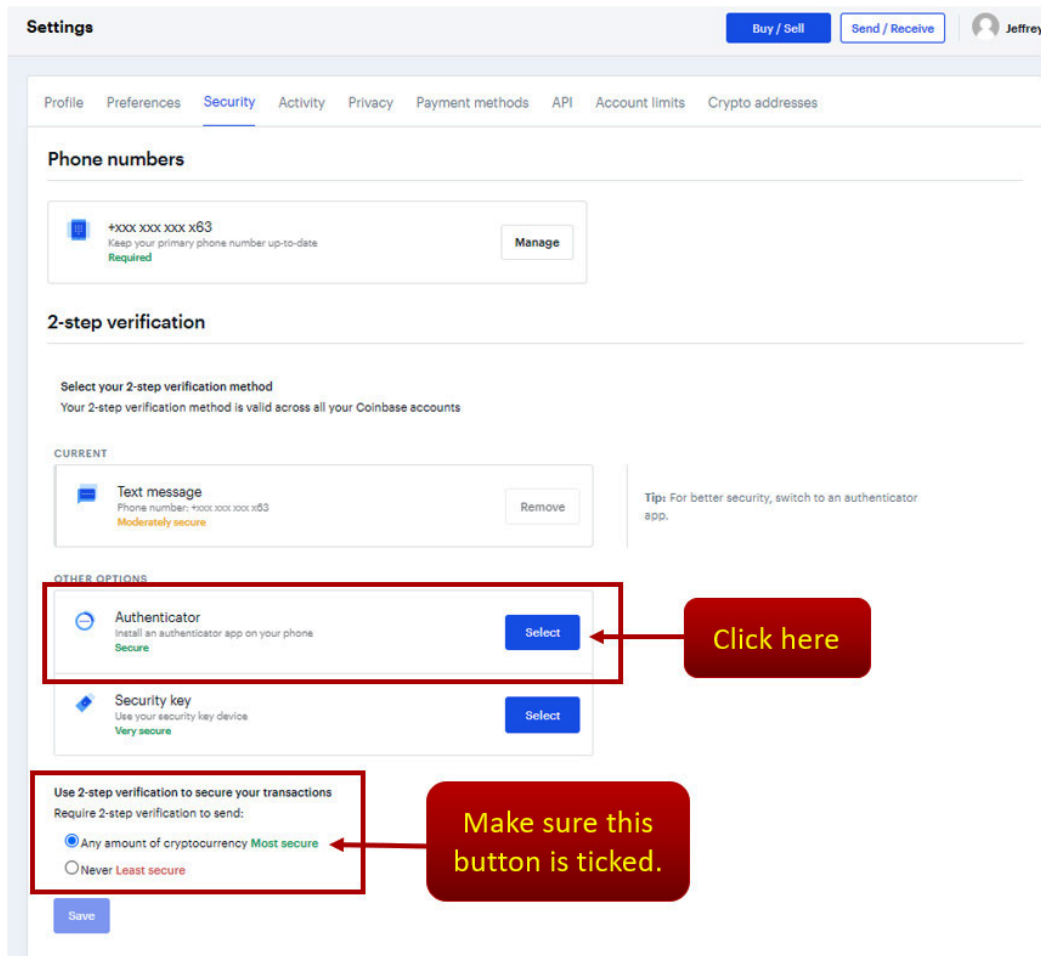 Settings
Buy / Sell
Send / Receive
Jeffrey
Profile Preferences Security Activity Privacy Payment methods API Account limits Crypto addresses
Phone numbers
+xxx xxx xxx x63
Keep your primary phone number up-to-date
Required
Manage
2-step verification
Select your 2-step verification method
Your 2-step verification method is valid across all your Coinbase accounts
CURRENT
Text message
Phone number: +xxx xxx xxx x63
Moderately secure
Remove
Tip: For better security, switch to an authenticator
app.
OTHER OPTIONS
Authenticator
Install an authenticator app on your phone
Secure
Select
Click here
Security key
Use your security key device
Very secure
Select
Use 2-step verification to secure your transactions
Require 2-step verification to send:
Any amount of cryptocurrency Most secure
Never Least secure
Make sure this
button is ticked.
Save